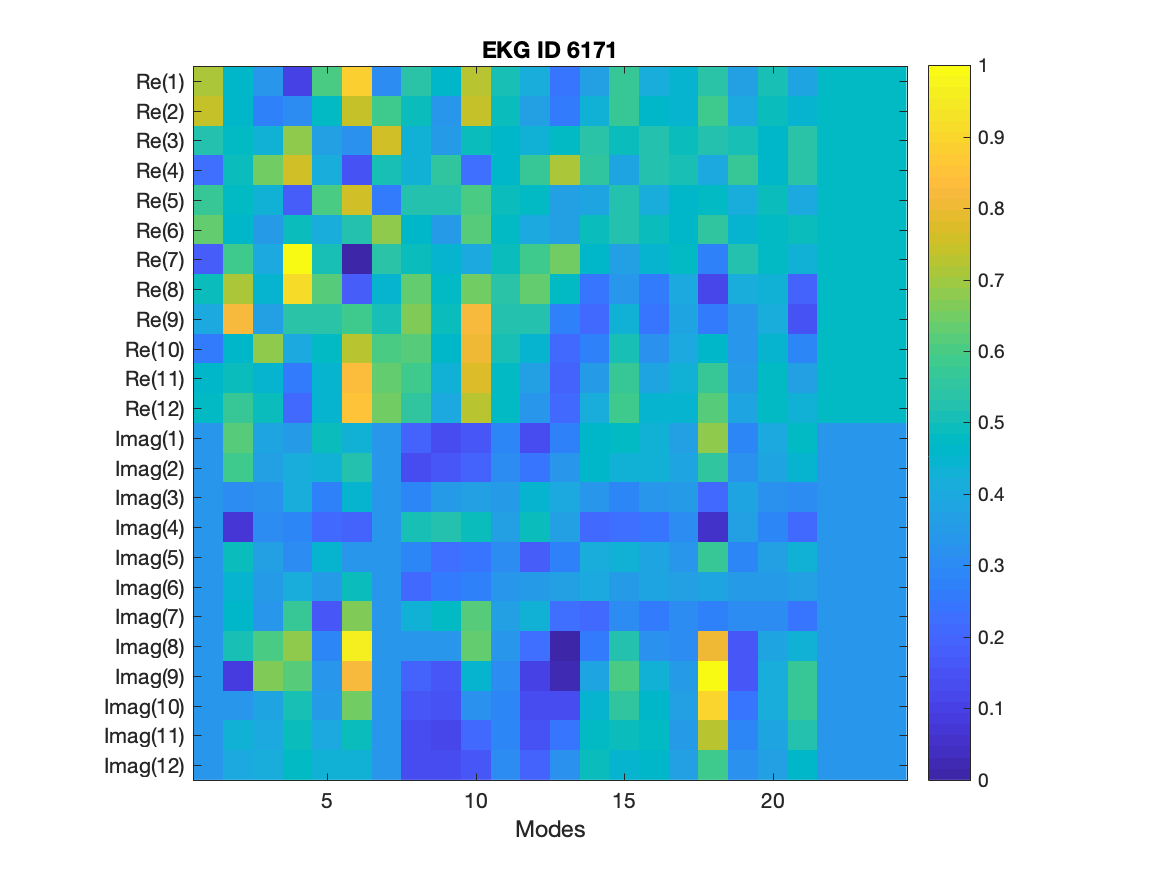 EKG ID 6171
Re(1)
Re(2)
Re(3)
Re(4)
Re(5)
Re(6)
Re(7)
Re(8)
Re(9)
Re(10)
Re(11)
Re(12)
Imag(1)
Imag(2)
Imag(3)
Imag(4)
Imag(5)
Imag(6)
Imag(7)
Imag(8)
Imag(9)
Imag(10)
Imag(11)
Imag(12)
5 10 15 20
Modes
1
0.9
0.8
0.7
0.6
0.5
0.4
0.3
0.2
0.1
0